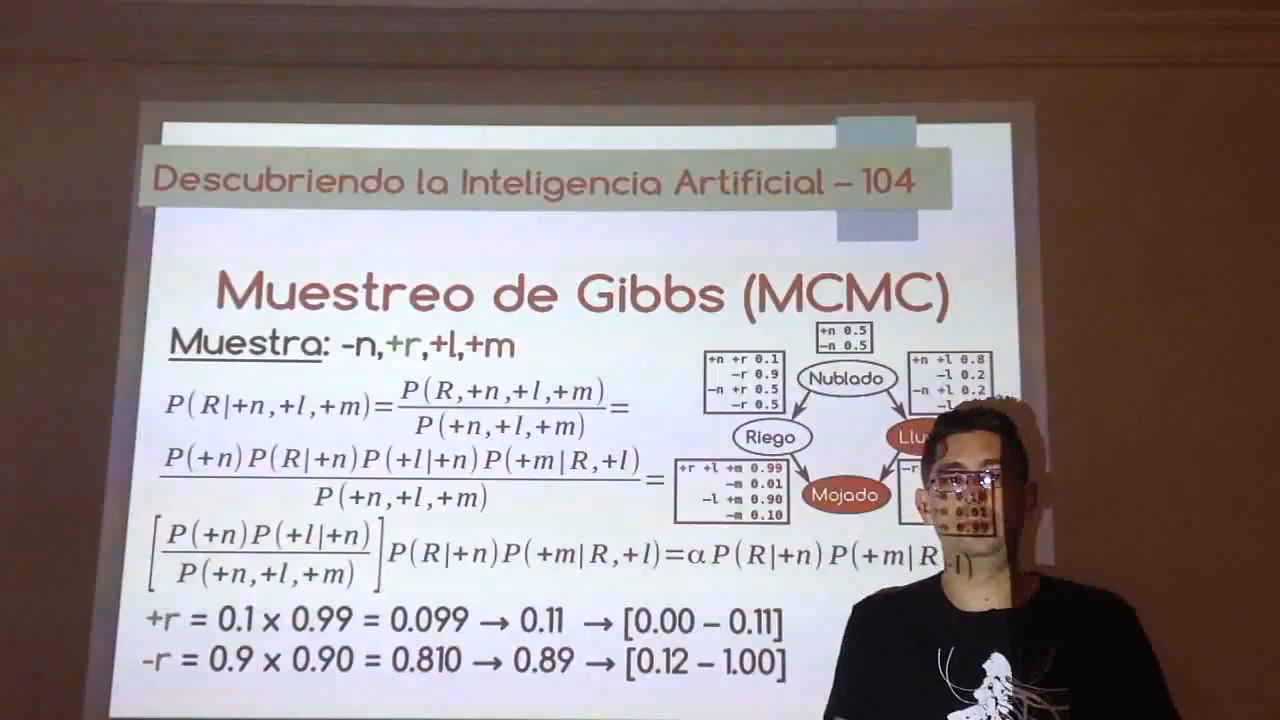 Descubriendo la Inteligencia Artificial – 104
Muestreo de Gibbs (MCMC)
Muestra: -n,+r,+l,+m
P(R|+n,+l,+m)=P(R,+n,+l,+m)/P(+n,+l,+m)=
P(+n)P(R|+n)P(+l|+n)P(+m|R,+l)/P(+n,+l,+m)=
[P(+n)P(+l|+n)/P(+n,+l,+m)]P(R|+n)P(+m|R,+l)=αP(R|+n)P(+m|R
+r = 0.1 x 0.99 = 0.099 → 0.11 → [0.00 – 0.11]
-r = 0.9 x 0.90 = 0.810 → 0.89 → [0.12 – 1.00]
+n 0.5
-n 0.5
+n +r 0.1
-r 0.9
-n +r 0.5
-r 0.5
Nublado
+n +l 0.8
-l 0.2
-n +l 0.2
Riego
+r +l +m 0.99
-m 0.01
-l +m 0.90
-m 0.10
Mojado